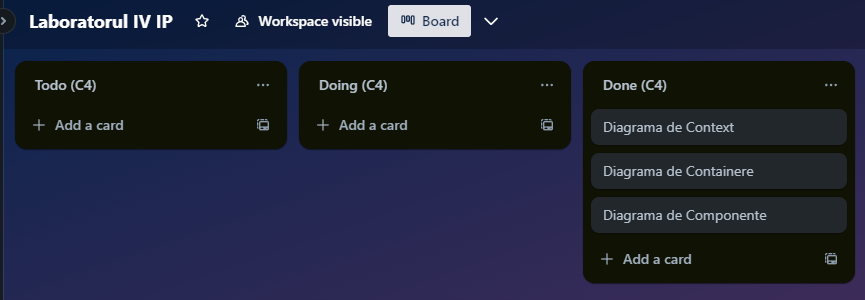 Laboratorul IV IP
Workspace visible
Board
Todo (C4)
Add a card
Doing (C4)
Add a card
Done (C4)
Diagrama de Context
Diagrama de Containere
Diagrama de Componente
Add a card